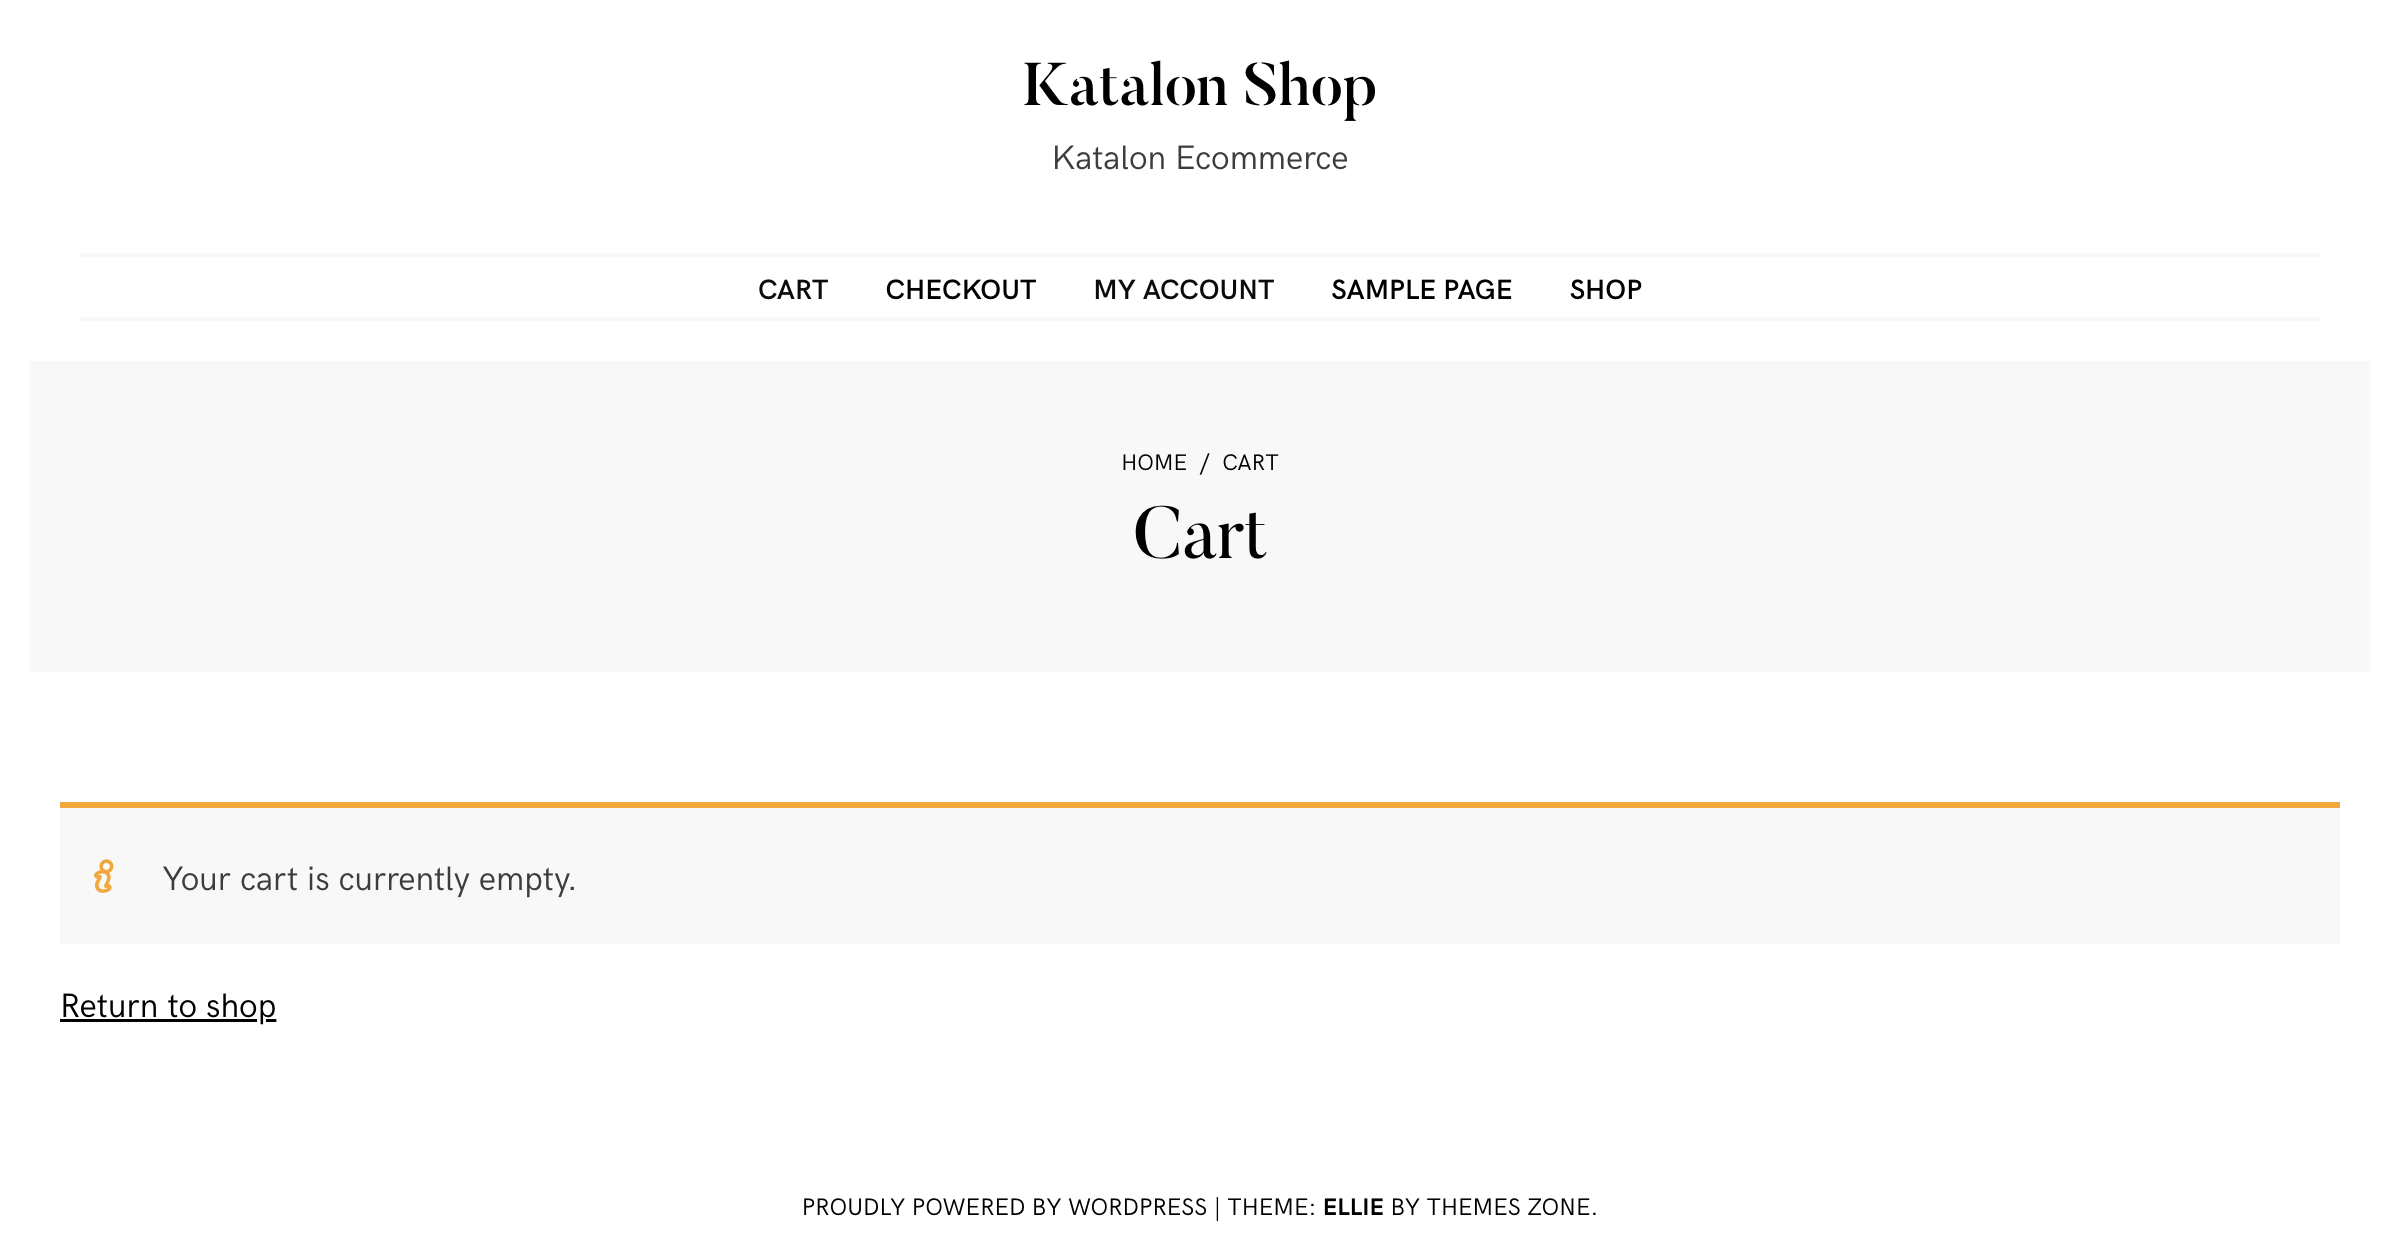 Katalon Shop
Katalon Ecommerce
CART CHECKOUT MY ACCOUNT SAMPLE PAGE SHOP
HOME / CART
Cart
Your cart is currently empty.
Return to shop
PROUDLY POWERED BY WORDPRESS | THEME: ELLIE BY THEMES ZONE.